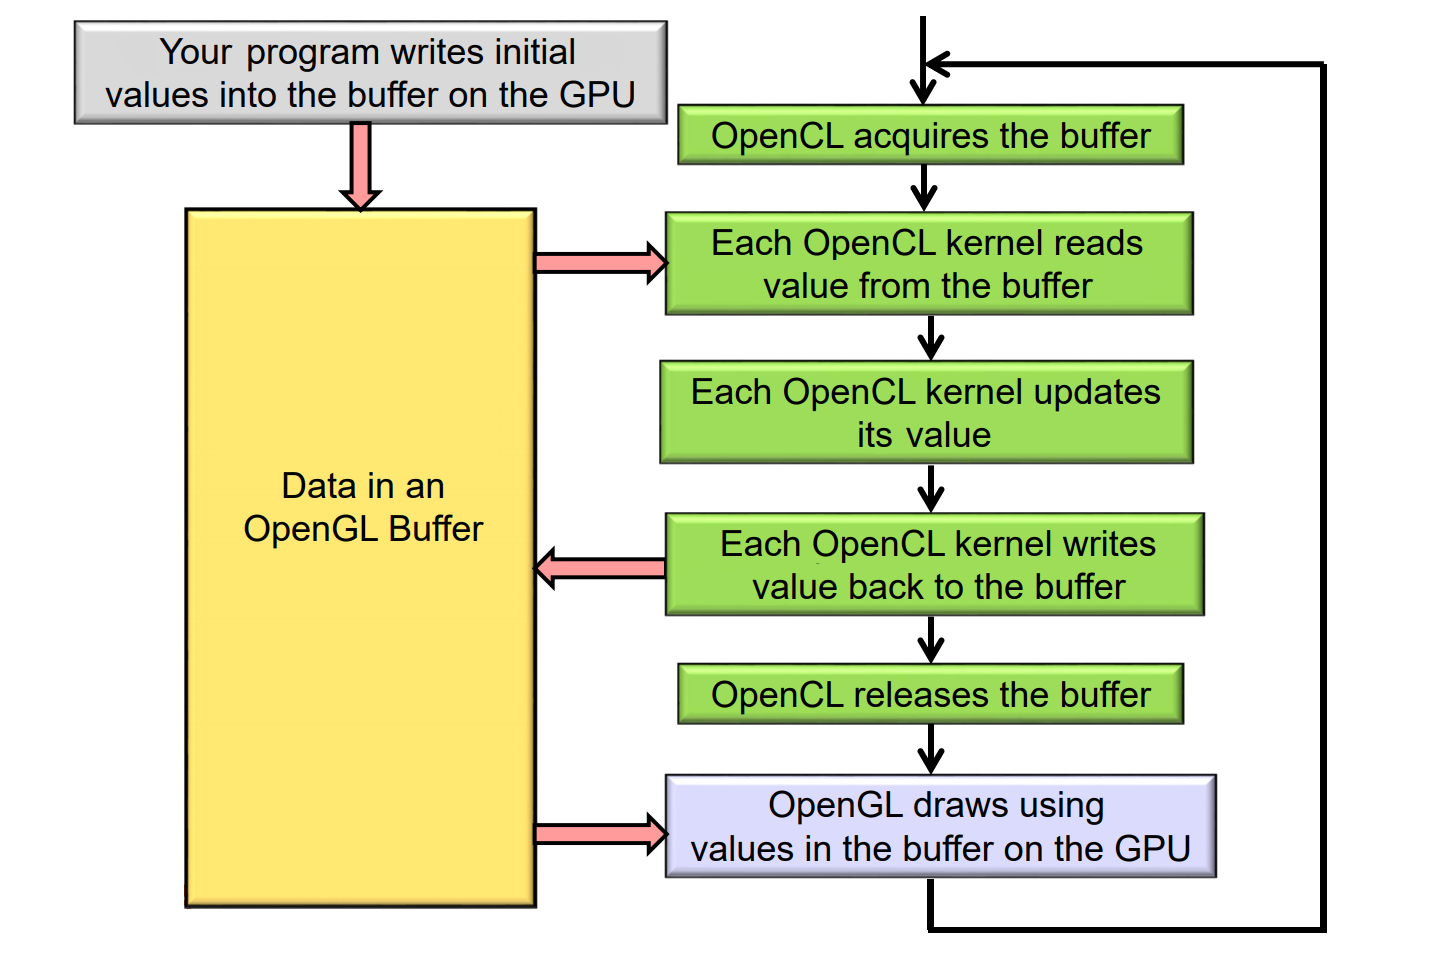 Your program writes initial
values into the buffer on the GPU
OpenCL acquires the buffer
Each OpenCL kernel reads
value from the buffer
Each OpenCL kernel updates
its value
Data in an
OpenGL Buffer
Each OpenCL kernel writes
value back to the buffer
OpenCL releases the buffer
OpenGL draws using
values in the buffer on the GPU